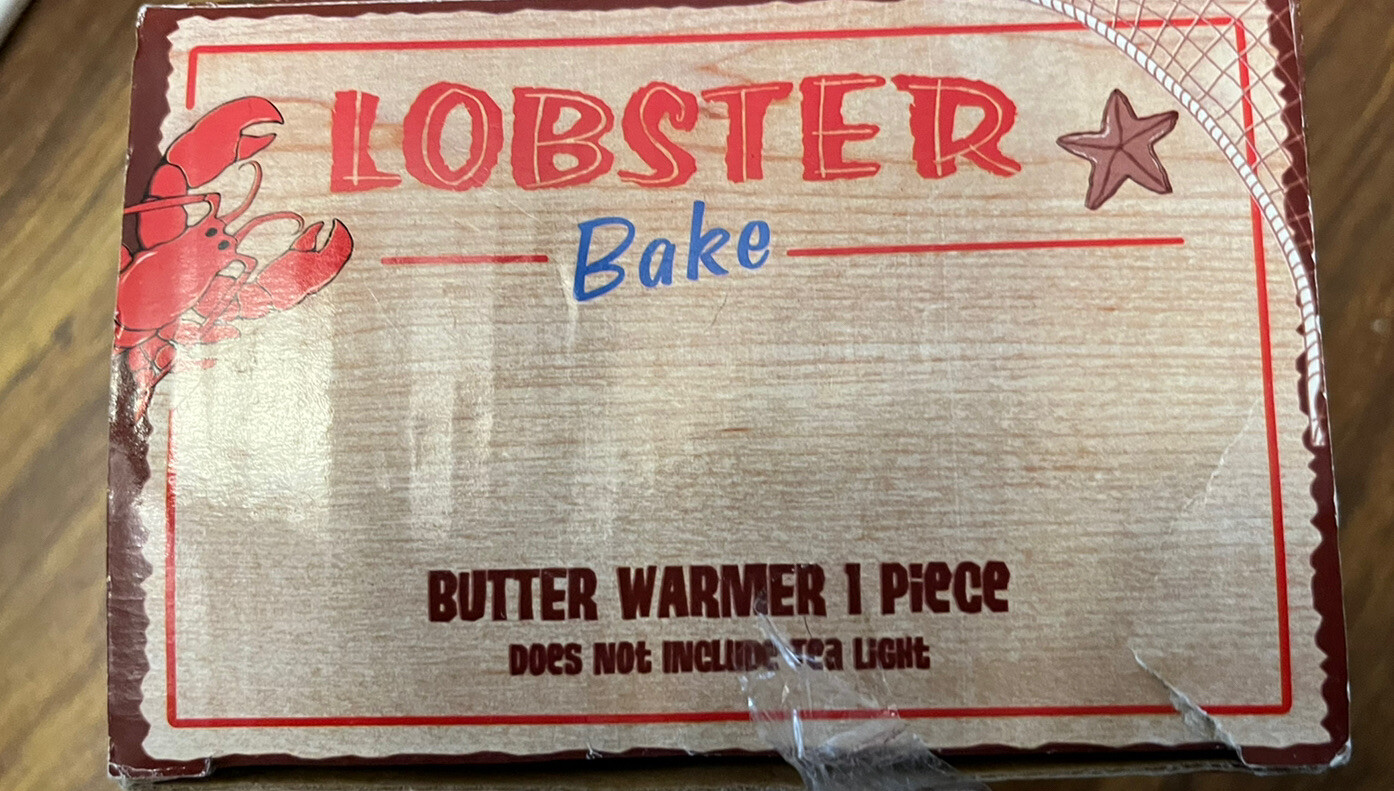 LOBSTER
Bake
BUTTER WARMER 1 PIECE
DOES NOT INCLUDE TEA LIGHT